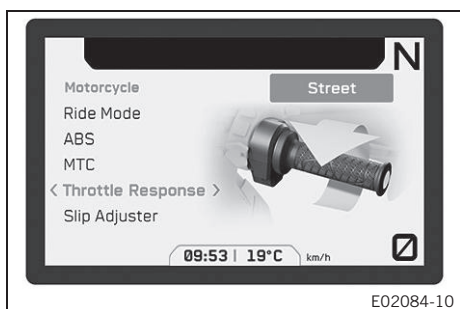 N
Motorcycle Street
Ride Mode
ABS
MTC
< Throttle Response >
Slip Adjuster
09:53 | 19°C km/h
E02084-10